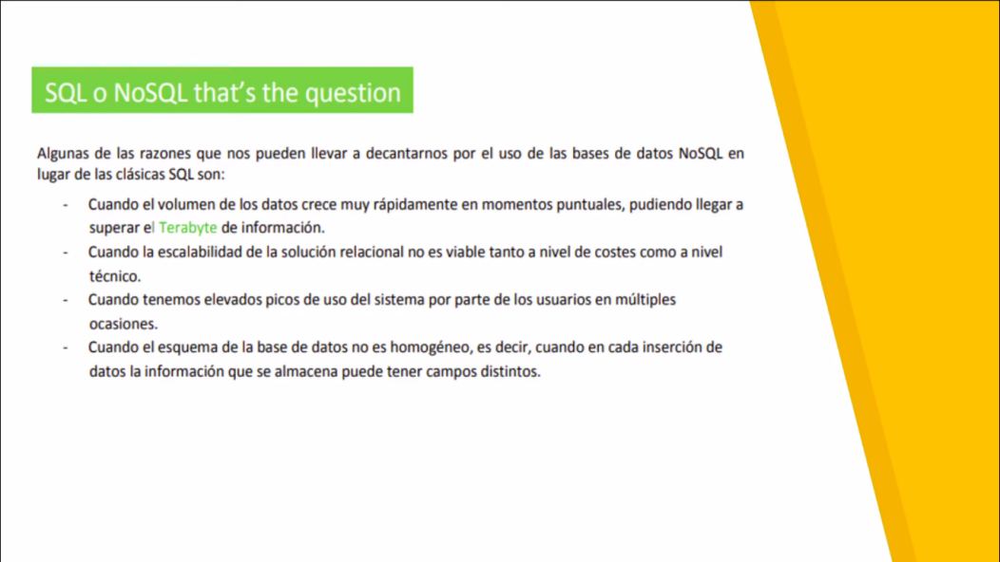 SQL o NoSQL that's the question
Algunas de las razones que nos pueden llevar a decantarnos por el uso de las bases de datos NoSQL en
lugar de las clásicas SQL son:
- Cuando el volumen de los datos crece muy rápidamente en momentos puntuales, pudiendo llegar a
superar el Terabyte de información.
- Cuando la escalabilidad de la solución relacional no es viable tanto a nivel de costes como a nivel
técnico.
- Cuando tenemos elevados picos de uso del sistema por parte de los usuarios en múltiples
ocasiones.
- Cuando el esquema de la base de datos no es homogéneo, es decir, cuando en cada inserción de
datos la información que se almacena puede tener campos distintos.